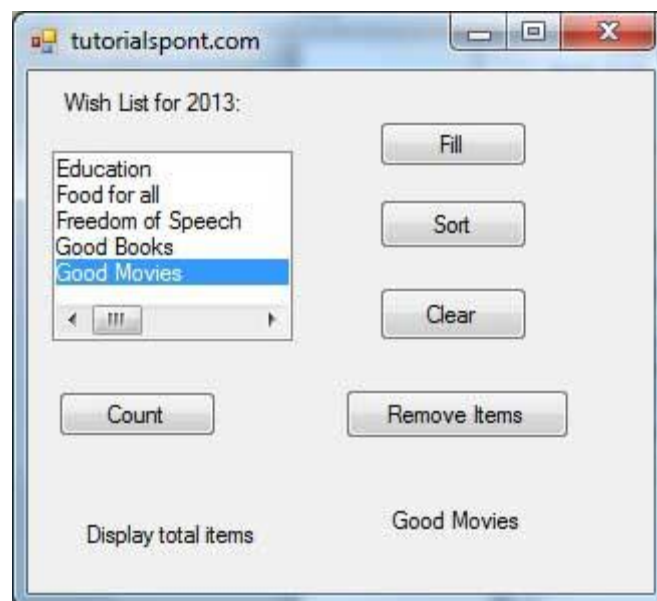 tutorialspont.com
Wish List for 2013:
Education
Food for all
Freedom of Speech
Good Books
Good Movies
Fill
Sort
Clear
Count
Remove Items
Display total items
Good Movies